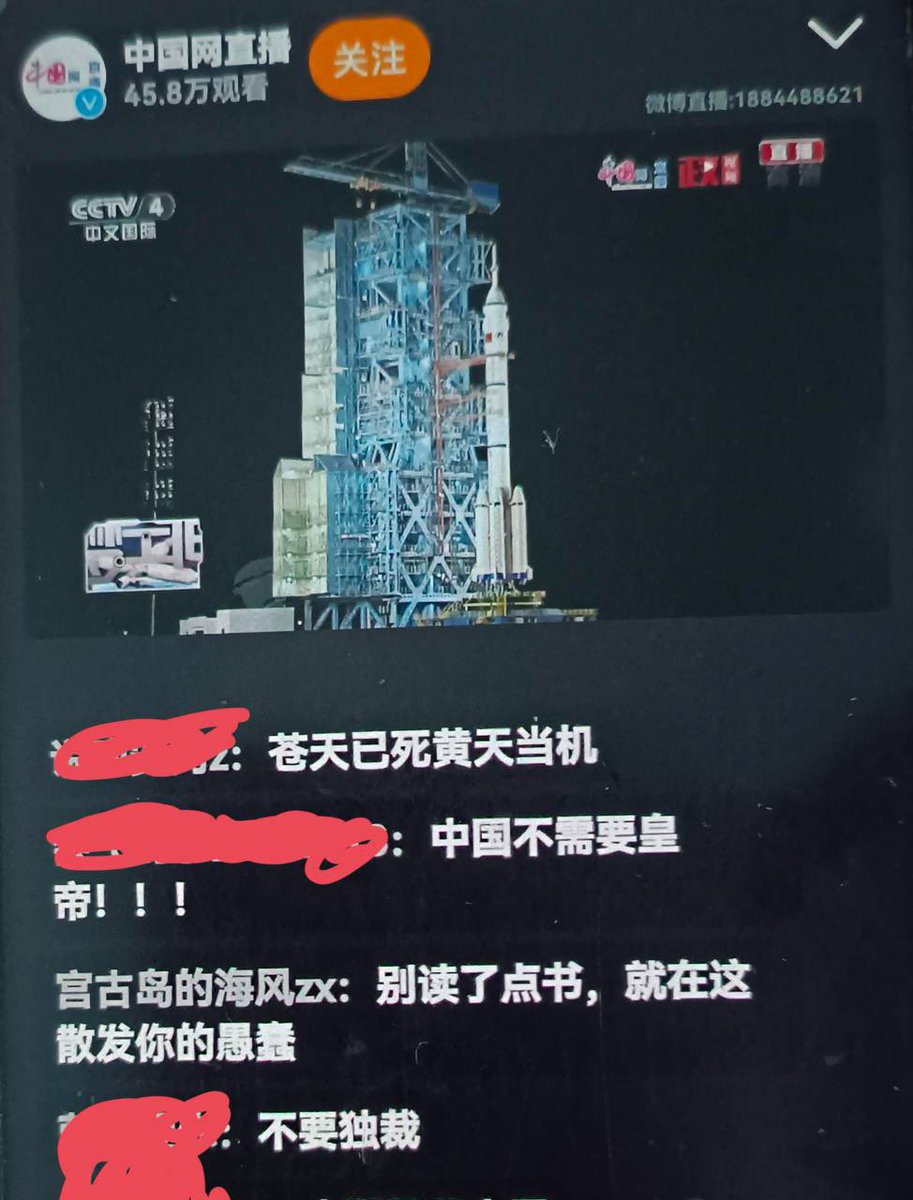 中国网直播
45.8万观看
关注
微博直播:1884488621
CCTV 4
中文国际
直播
2: 苍天已死黄天当机
: 中国不需要皇
帝!!!
宫古岛的海风zx: 别读了点书，就在这
散发你的愚蠢
: 不要独裁